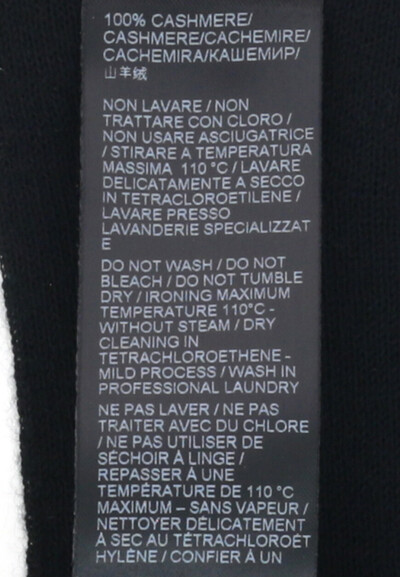 100% CASHMERE/
CASHMERE/CACHEMIRE/
CACHEMIRA/КАШЕМИР/
山羊绒
NON LAVARE / NON
TRATTARE CON CLORO /
NON USARE ASCIUGATRICE
/ STIRARE A TEMPERATURA
MASSIMA 110 °C / LAVARE
DELICATAMENTE A SECCO
IN TETRACLOROETILENE /
LAVARE PRESSO
LAVANDERIE SPECIALIZZAT
E
DO NOT WASH / DO NOT
BLEACH / DO NOT TUMBLE
DRY / IRONING MAXIMUM
TEMPERATURE 110°C -
WITHOUT STEAM / DRY
CLEANING IN
TETRACHLOROETHENE -
MILD PROCESS / WASH IN
PROFESSIONAL LAUNDRY
NE PAS LAVER / NE PAS
TRAITER AVEC DU CHLORE
/ NE PAS UTILISER DE
SÉCHOIR À LINGE /
REPASSER À UNE
TEMPÉRATURE DE 110 °C
MAXIMUM – SANS VAPEUR /
NETTOYER DÉLICATEMENT
À SEC AU TÉTRACHLOROÉT
HYLÈNE / CONFIER À UN